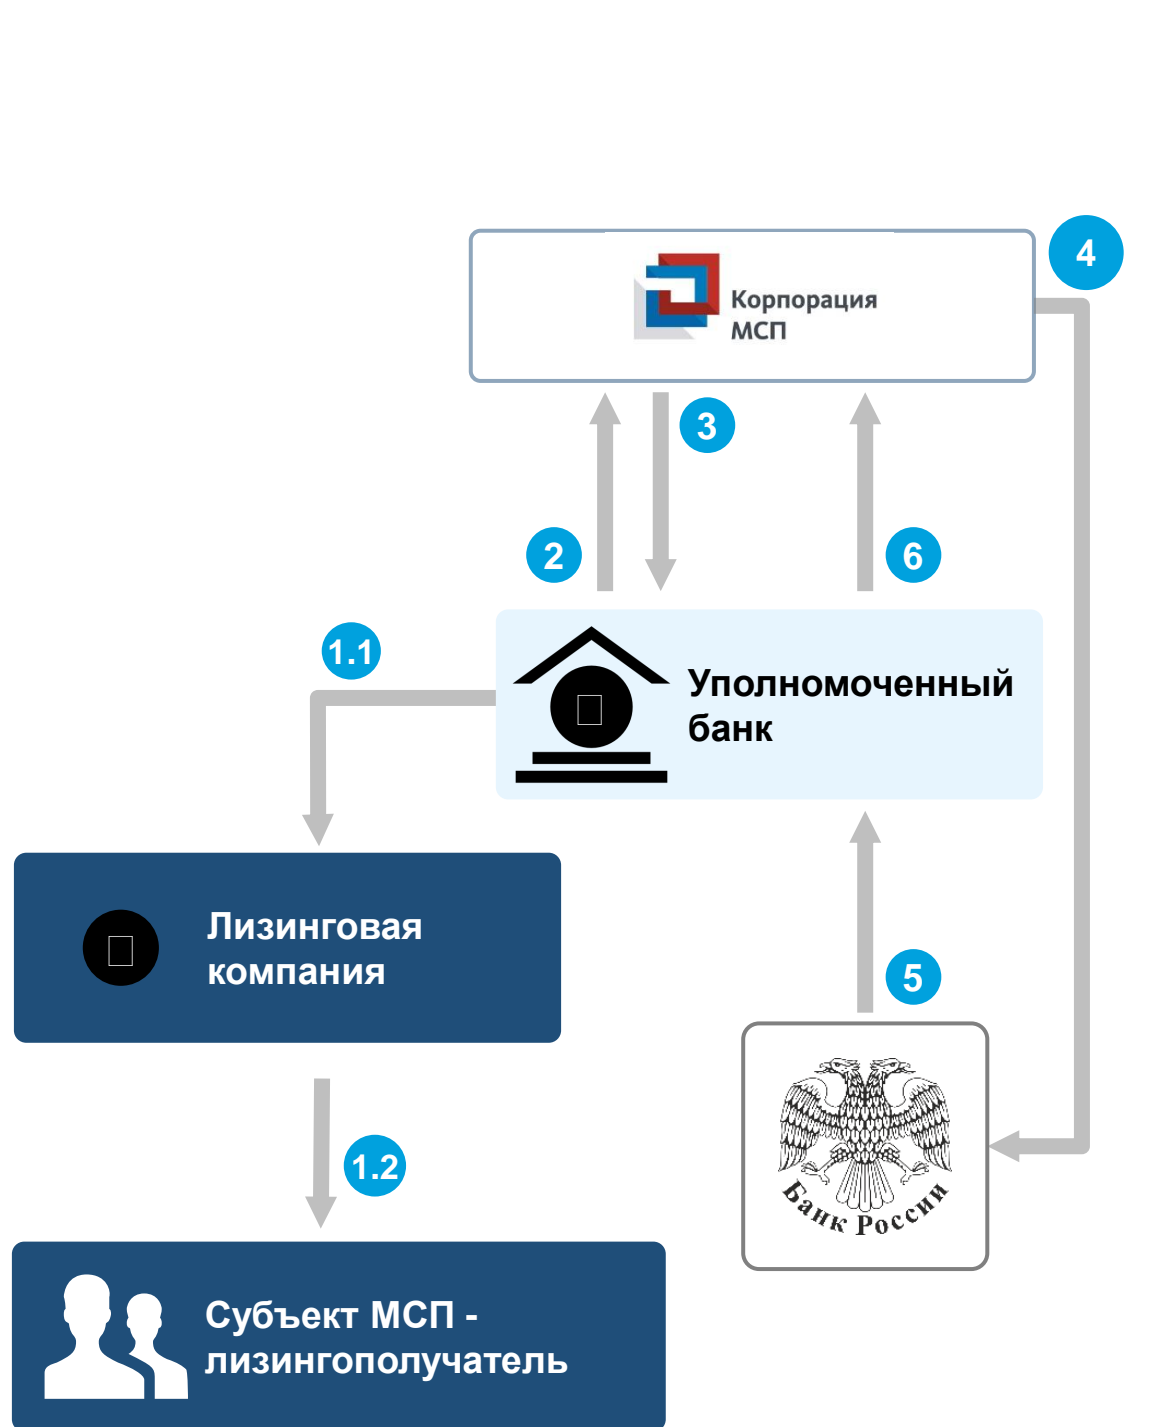 4
Корпорация
МСП
3
2
6
1.1
Уполномоченный
банк
Лизинговая
компания
5
1.2
Банк России
Субъект МСП -
лизингополучатель